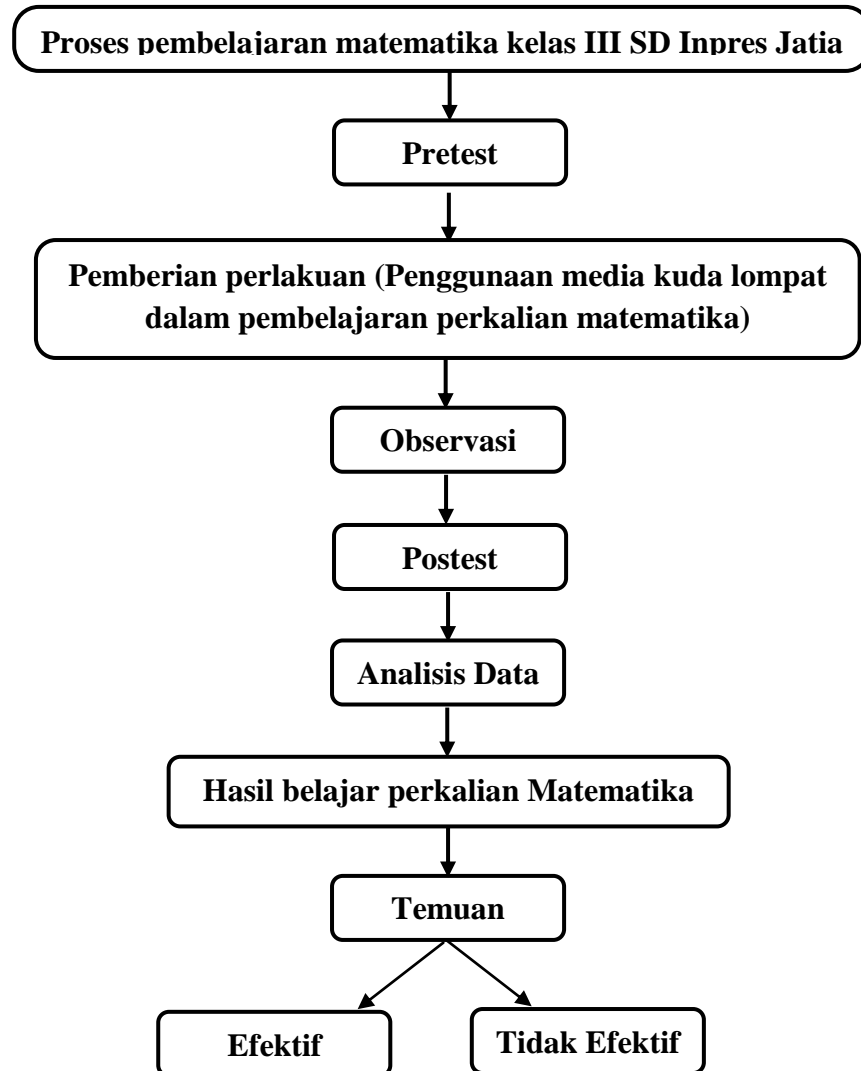 Proses pembelajaran matematika kelas III SD Inpres Jatia
Pretest
Pemberian perlakuan (Penggunaan media kuda lompat
dalam pembelajaran perkalian matematika)
Observasi
Postest
Analisis Data
Hasil belajar perkalian Matematika
Temuan
Efektif
Tidak Efektif